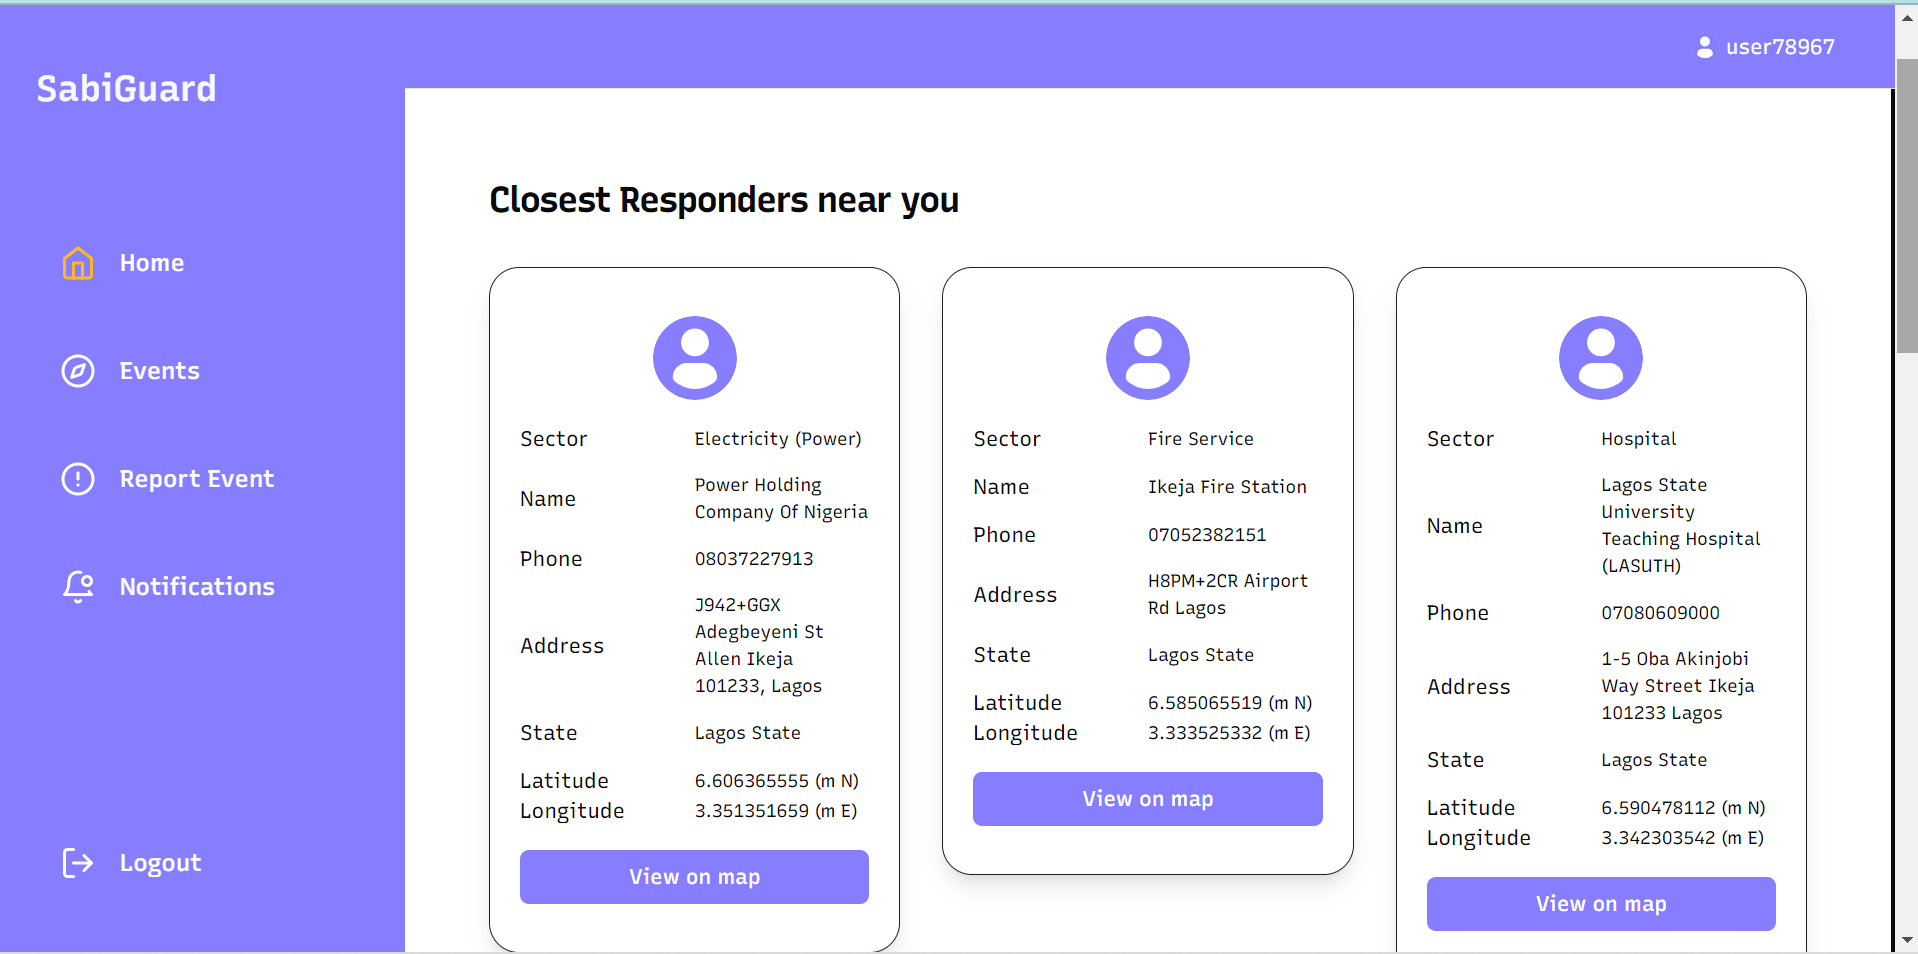 user78967
SabiGuard
Home
Events
Report Event
Notifications
Logout
Closest Responders near you
Sector Electricity (Power)
Name Power Holding
Company Of Nigeria
Phone 08037227913
Address J942+GGX
Adegbeyeni St
Allen Ikeja
101233, Lagos
State Lagos State
Latitude 6.606365555 (m N)
Longitude 3.351351659 (m E)
View on map
Sector Fire Service
Name Ikeja Fire Station
Phone 07052382151
Address H8PM+2CR Airport
Rd Lagos
State Lagos State
Latitude 6.585065519 (m N)
Longitude 3.333525332 (m E)
View on map
Sector Hospital
Name Lagos State
University
Teaching Hospital
(LASUTH)
Phone 07080609000
Address 1-5 Oba Akinjobi
Way Street Ikeja
101233 Lagos
State Lagos State
Latitude 6.590478112 (m N)
Longitude 3.342303542 (m E)
View on map